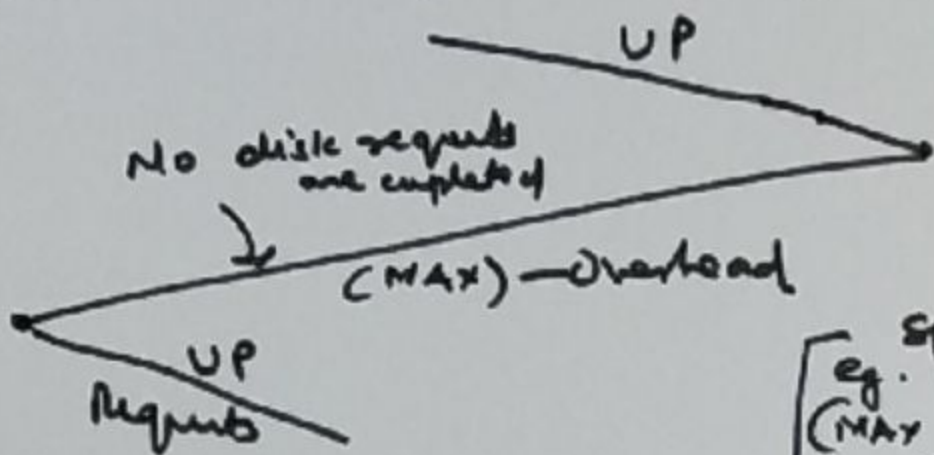 UP
No disk requests
are completed
(MAX) - Overhead
UP
Requests
eg.
(MAX